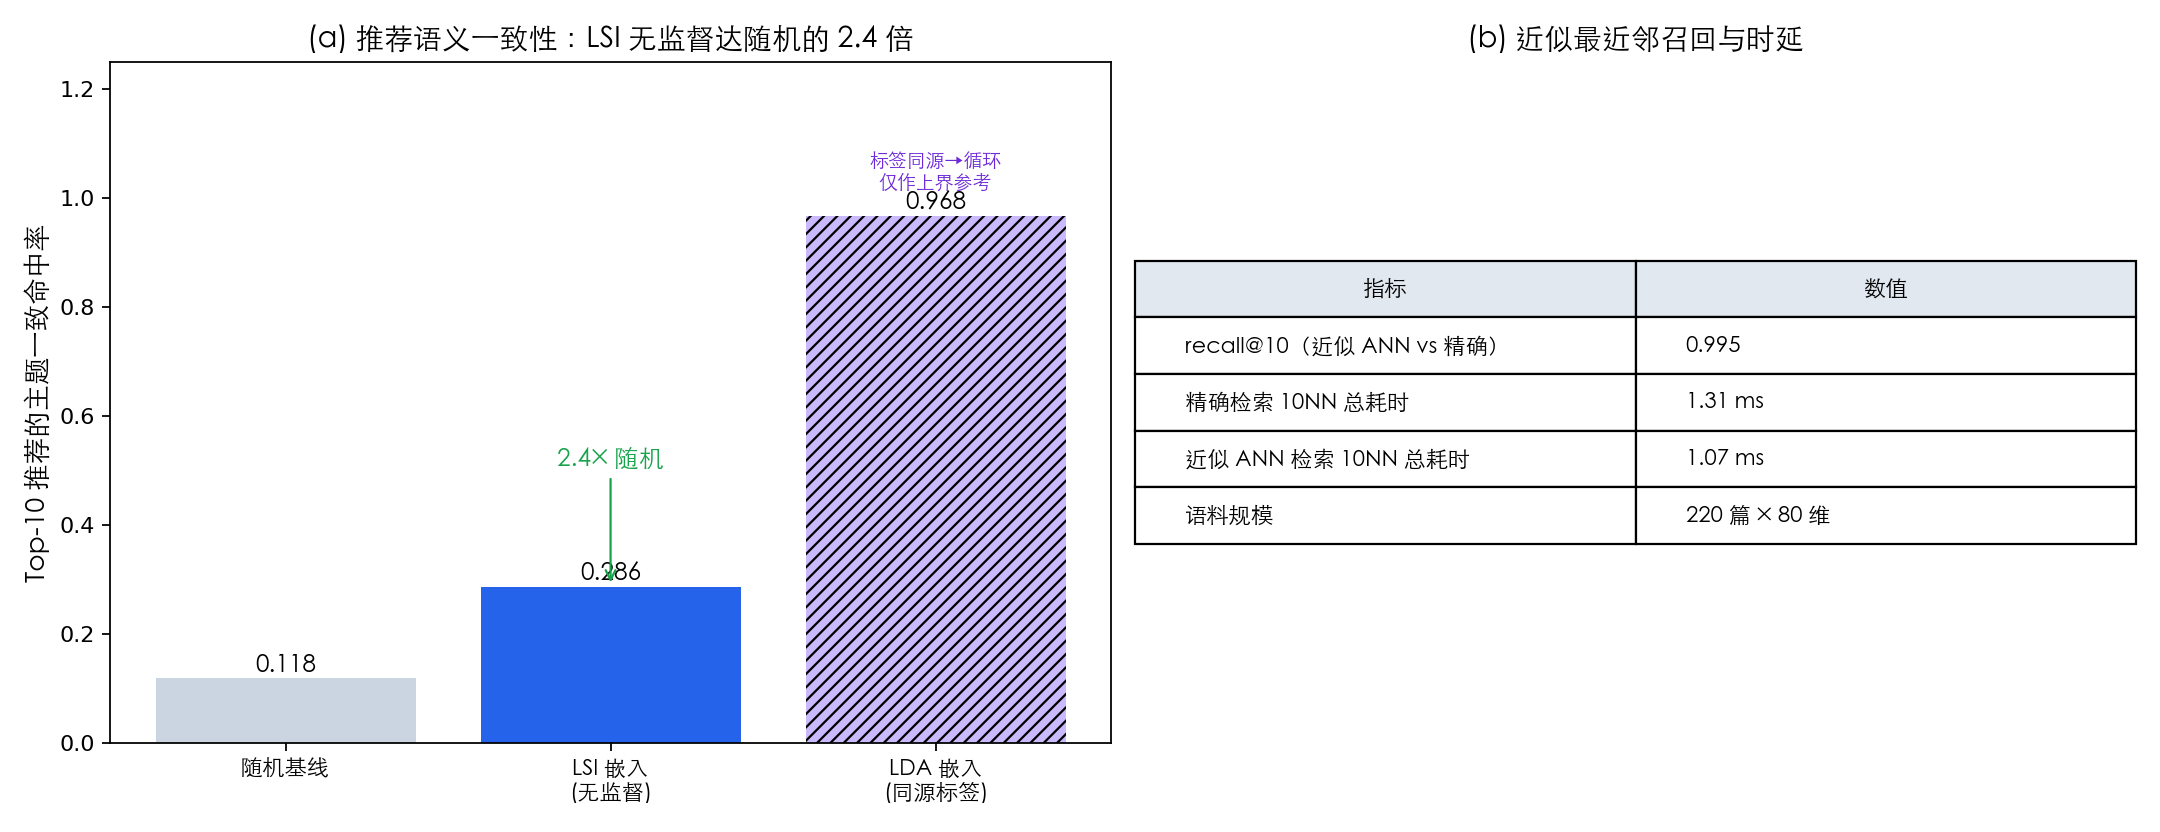 (a) 推荐语义一致性：LSI 无监督达随机的 2.4 倍
Top-10 推荐的主题一致命中率
1.2
1.0
0.8
0.6
0.4
0.2
0.0
标签同源→循环
仅作上界参考
0.968
2.4× 随机
0.286
0.118
随机基线
LSI 嵌入
(无监督)
LDA 嵌入
(同源标签)
(b) 近似最近邻召回与时延
指标 数值
recall@10（近似 ANN vs 精确） 0.995
精确检索 10NN 总耗时 1.31 ms
近似 ANN 检索 10NN 总耗时 1.07 ms
语料规模 220 篇 × 80 维